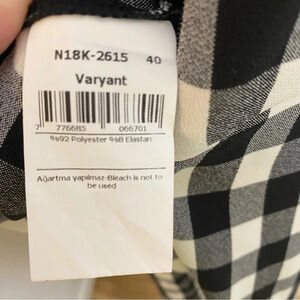 N18K-2615 40
Varyant
7 776685 066701
%92 Polyester %8 Elastan
Ağartma yapılmaz-Bleach is not to
be used